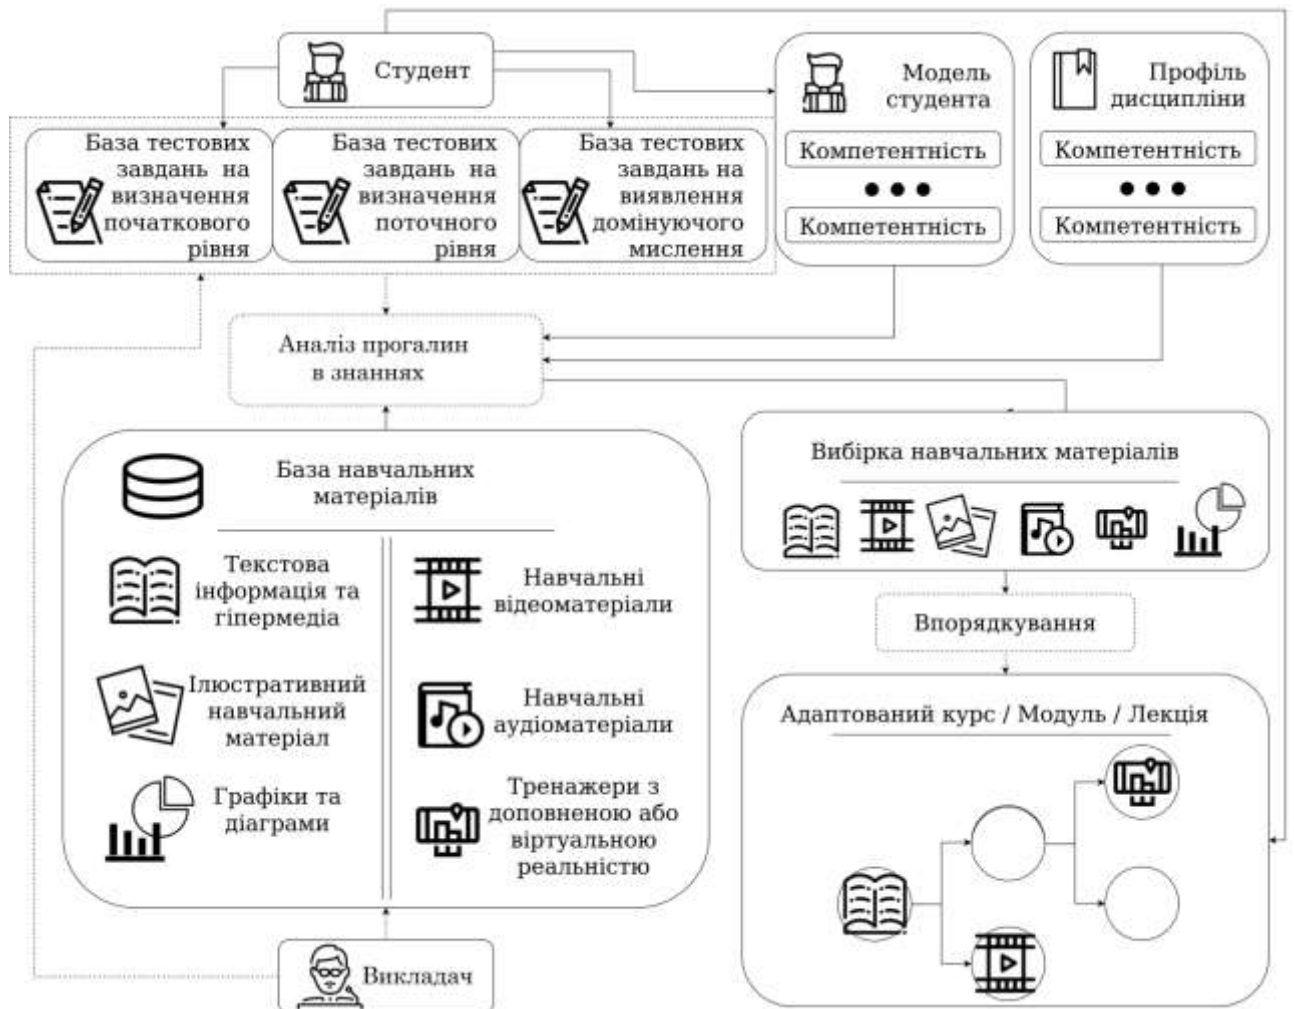 Студент
Модель
студента
Компетентність
Компетентність
Профіль
дисципліни
Компетентність
Компетентність
База тестових
завдань на
визначення
початкового
рівня
База тестових
завдань на
визначення
поточного
рівня
База тестових
завдань на
виявлення
домінуючого
мислення
Аналіз прогалин
в знаннях
База навчальних
матеріалів
Текстова
інформація та
гіпермедіа
Ілюстративний
навчальний
матеріал
Графіки та
діаграми
Навчальні
відеоматеріали
Навчальні
аудіоматеріали
Тренажери з
доповненою або
віртуальною
реальністю
Викладач
Вибірка навчальних матеріалів
Впорядкування
Адаптований курс / Модуль / Лекція